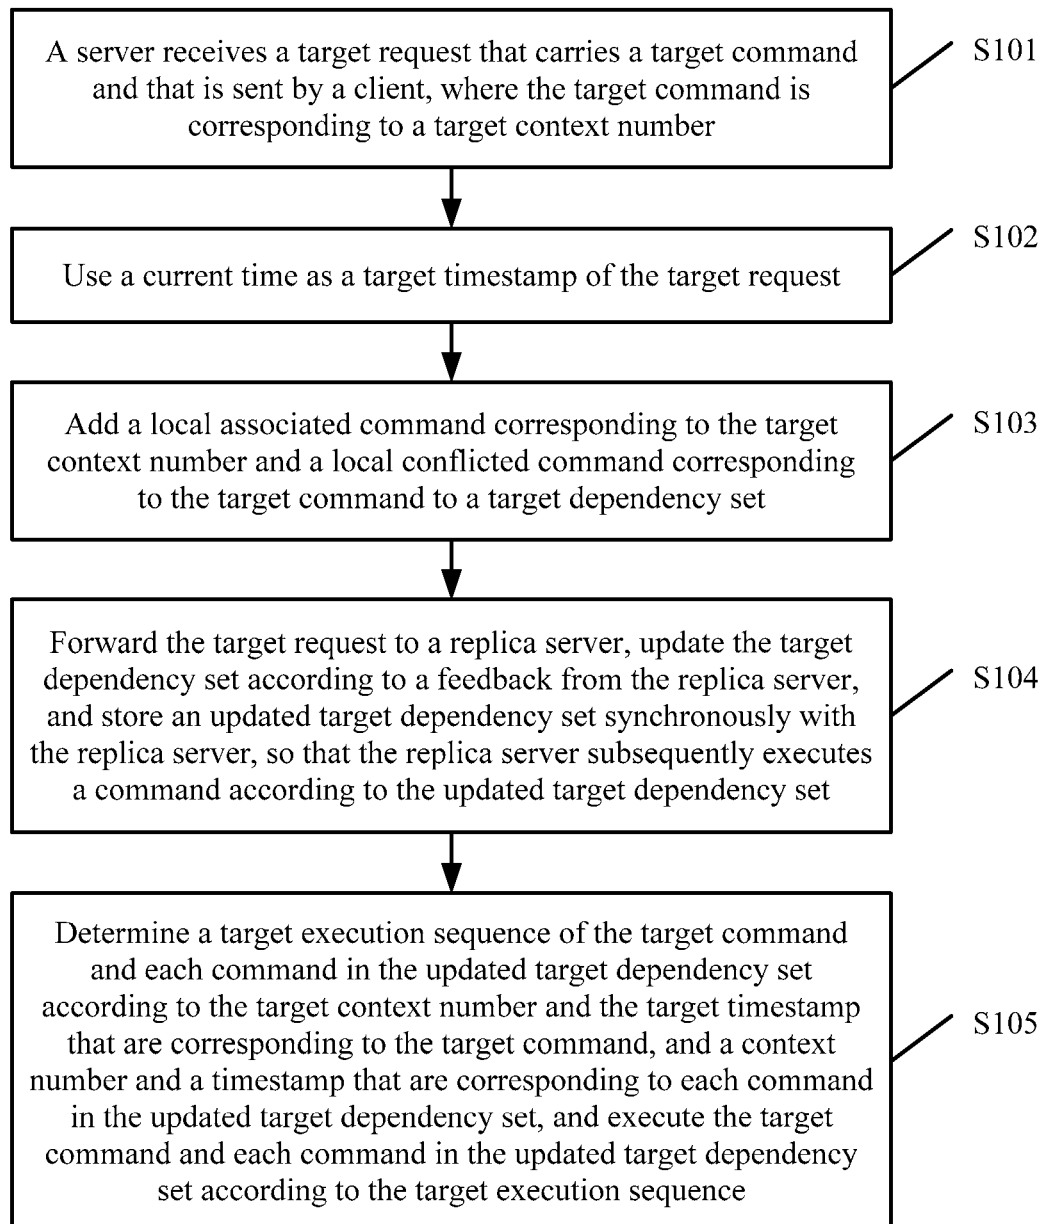 A server receives a target request that carries a target command
and that is sent by a client, where the target command is
corresponding to a target context number
S101
Use a current time as a target timestamp of the target request
S102
Add a local associated command corresponding to the target
context number and a local conflicted command corresponding
to the target command to a target dependency set
S103
Forward the target request to a replica server, update the target
dependency set according to a feedback from the replica server,
and store an updated target dependency set synchronously with
the replica server, so that the replica server subsequently executes
a command according to the updated target dependency set
S104
Determine a target execution sequence of the target command
and each command in the updated target dependency set
according to the target context number and the target timestamp
that are corresponding to the target command, and a context
number and a timestamp that are corresponding to each command
in the updated target dependency set, and execute the target
command and each command in the updated target dependency
set according to the target execution sequence
S105